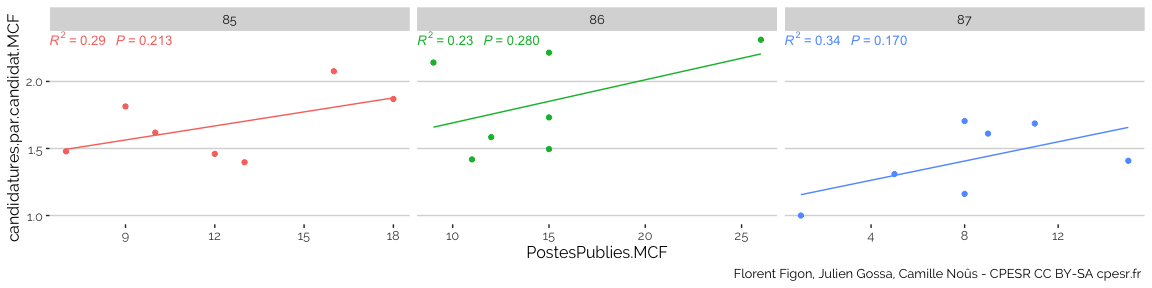 85 86 87
R² = 0.29 P = 0.213 R² = 0.23 P = 0.280 R² = 0.34 P = 0.170
candidatures.par.candidat.MCF
2.0
1.5
1.0
9 12 15 18 10 15 20 25 4 8 12
PostesPublies.MCF
Florent Figon, Julien Gossa, Camille Noûs - CPESR CC BY-SA cpesr.fr